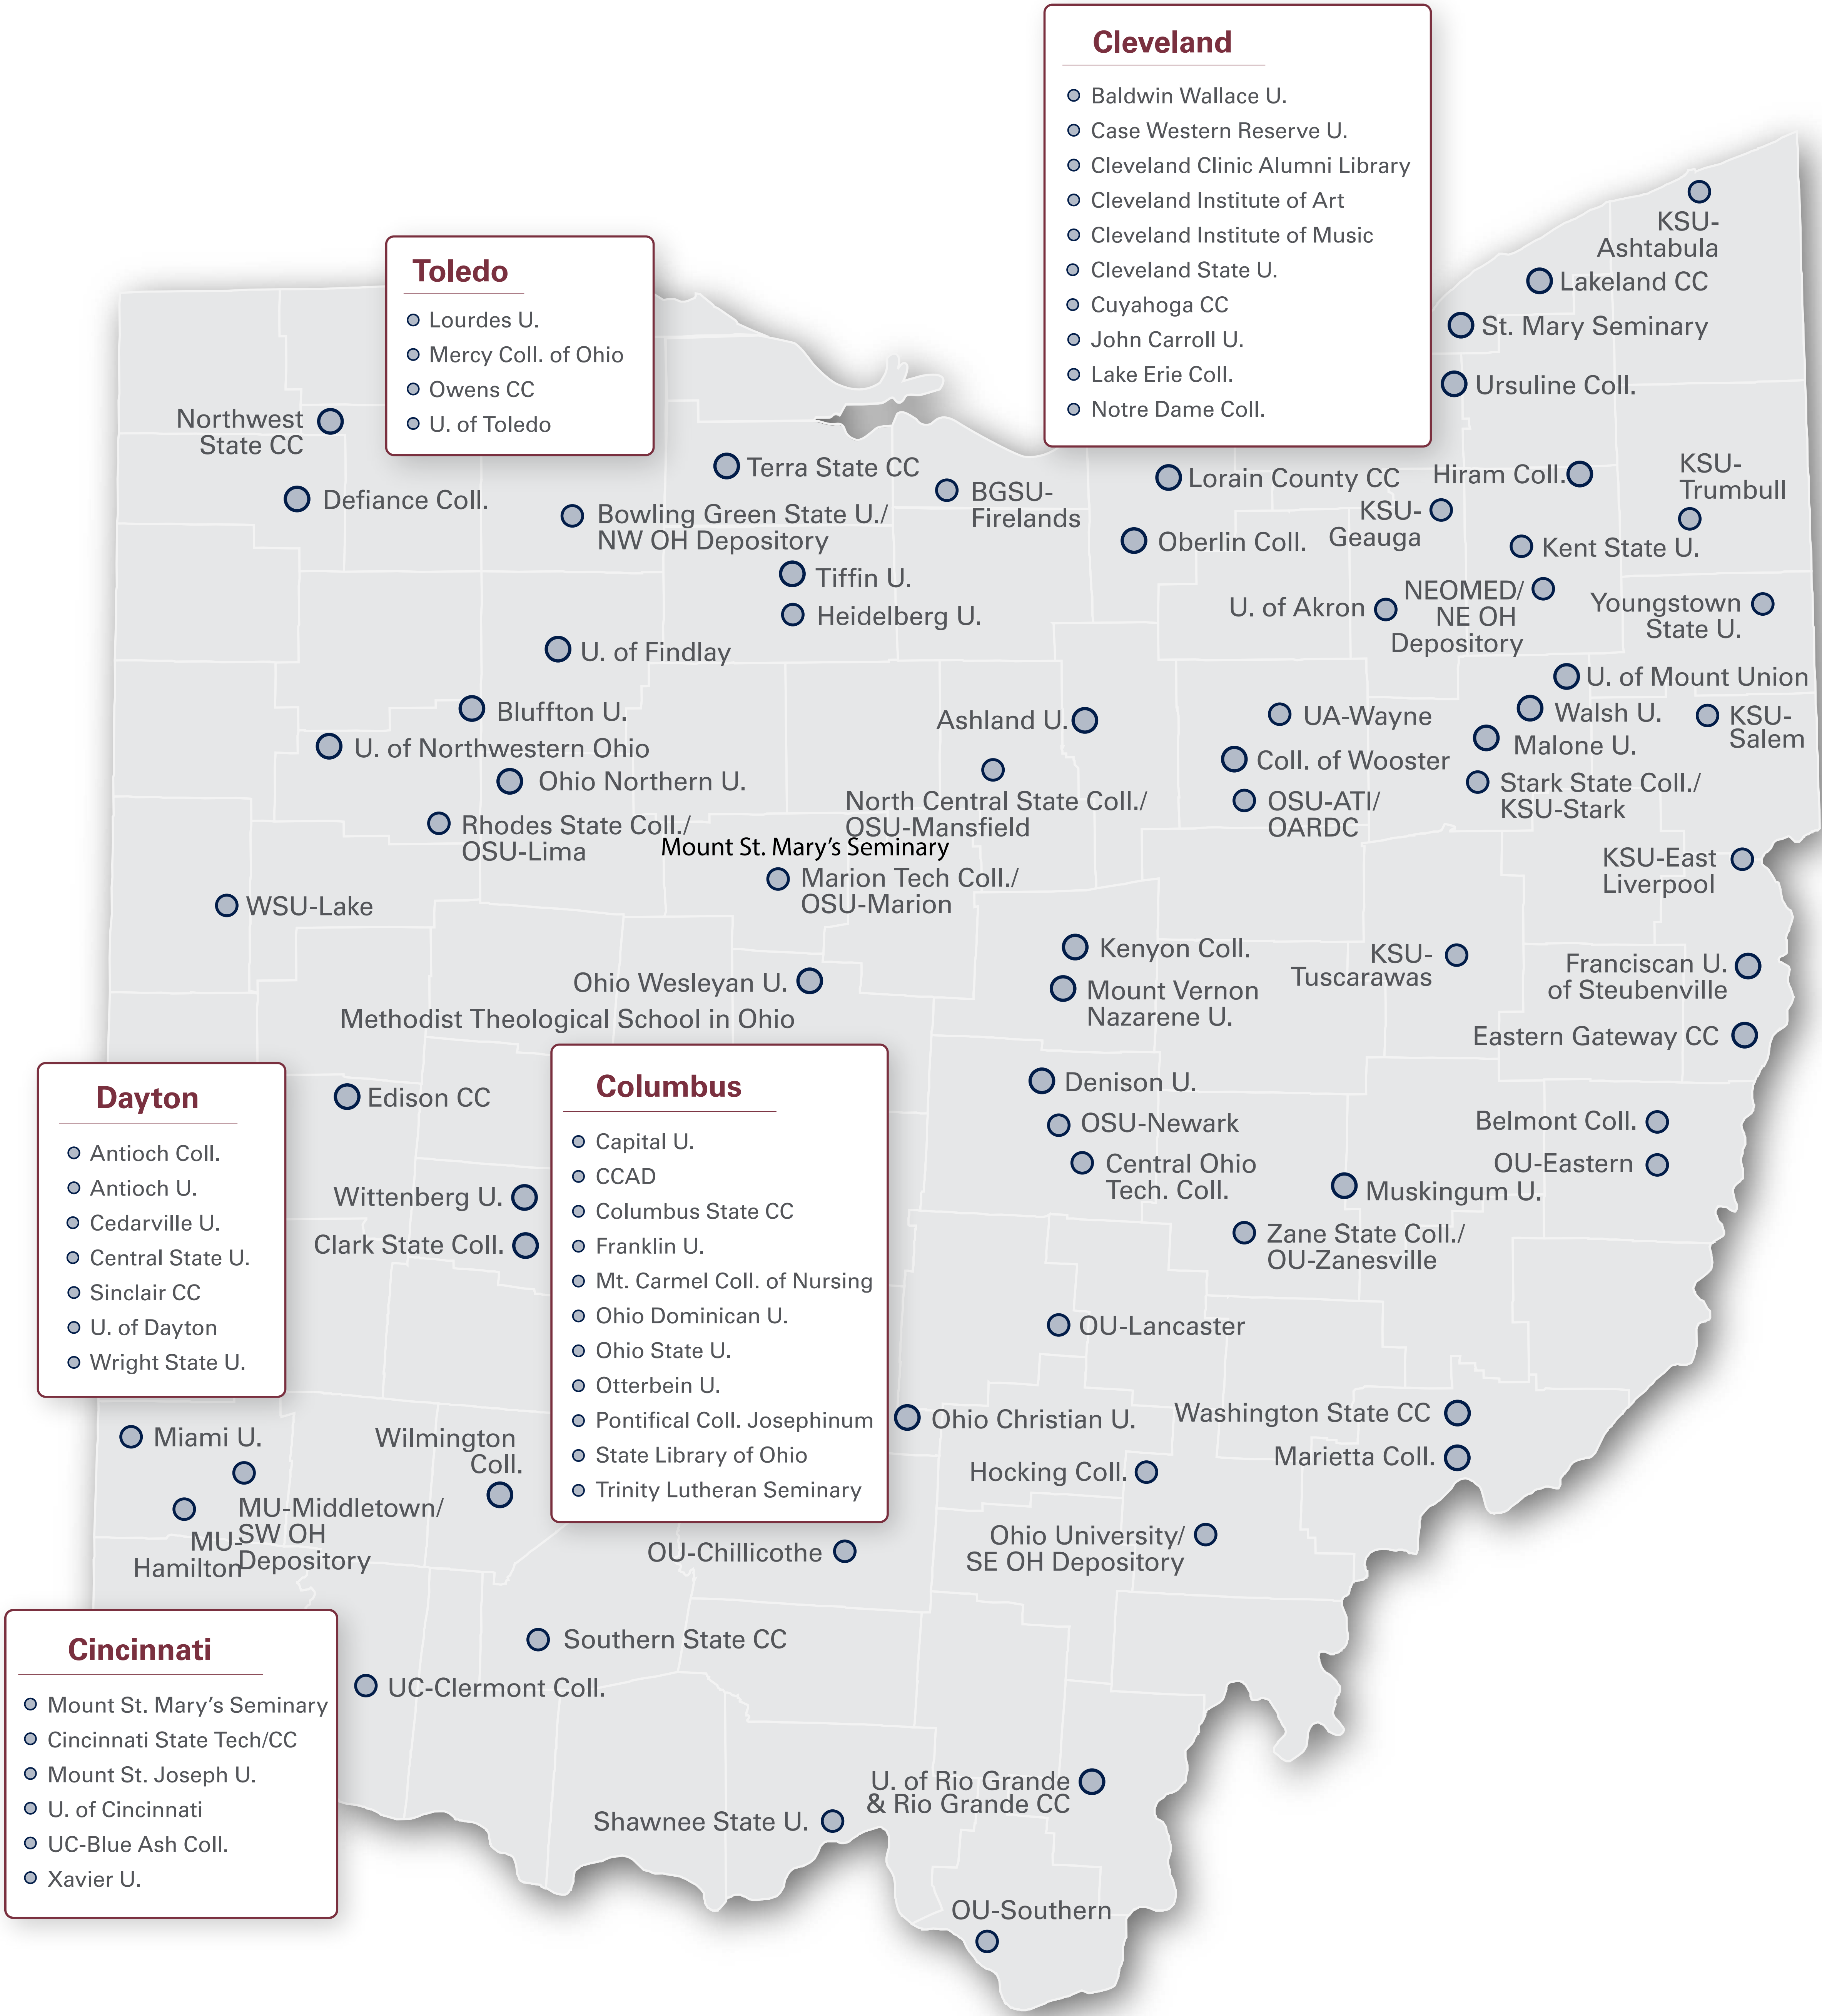 Cleveland
Baldwin Wallace U.
Case Western Reserve U.
Cleveland Clinic Alumni Library
Cleveland Institute of Art
Cleveland Institute of Music
Cleveland State U.
Cuyahoga CC
John Carroll U.
Lake Erie Coll.
Notre Dame Coll.
KSU-
Ashtabula
Lakeland CC
St. Mary Seminary
Ursuline Coll.
Toledo
Lourdes U.
Mercy Coll. of Ohio
Owens CC
U. of Toledo
Northwest
State CC
Defiance Coll.
Terra State CC
Bowling Green State U./
NW OH Depository
BGSU-
Firelands
Lorain County CC
Hiram Coll.
KSU-
Trumbull
KSU-
Geauga
Oberlin Coll.
Kent State U.
Tiffin U.
Heidelberg U.
U. of Akron
NEOMED/
NE OH
Depository
Youngstown
State U.
U. of Findlay
U. of Mount Union
Bluffton U.
Ashland U.
UA-Wayne
Walsh U.
KSU-
Salem
Malone U.
U. of Northwestern Ohio
Ohio Northern U.
Coll. of Wooster
Stark State Coll./
KSU-Stark
North Central State Coll./
OSU-Mansfield
OSU-ATI/
OARDC
Rhodes State Coll./
OSU-Lima
Mount St. Mary’s Seminary
Marion Tech Coll./
OSU-Marion
KSU-East
Liverpool
WSU-Lake
Kenyon Coll.
KSU-
Tuscarawas
Franciscan U.
of Steubenville
Ohio Wesleyan U.
Mount Vernon
Nazarene U.
Methodist Theological School in Ohio
Eastern Gateway CC
Dayton
Antioch Coll.
Antioch U.
Cedarville U.
Central State U.
Sinclair CC
U. of Dayton
Wright State U.
Edison CC
Wittenberg U.
Clark State Coll.
Columbus
Capital U.
CCAD
Columbus State CC
Franklin U.
Mt. Carmel Coll. of Nursing
Ohio Dominican U.
Ohio State U.
Otterbein U.
Pontifical Coll. Josephinum
State Library of Ohio
Trinity Lutheran Seminary
Denison U.
OSU-Newark
Central Ohio
Tech. Coll.
Belmont Coll.
OU-Eastern
Muskingum U.
Zane State Coll./
OU-Zanesville
OU-Lancaster
Ohio Christian U.
Washington State CC
Marietta Coll.
Hocking Coll.
Miami U.
Wilmington
Coll.
MU-Middletown/
SW OH
Depository
MU-
Hamilton
OU-Chillicothe
Ohio University/
SE OH Depository
Southern State CC
UC-Clermont Coll.
Cincinnati
Mount St. Mary’s Seminary
Cincinnati State Tech/CC
Mount St. Joseph U.
U. of Cincinnati
UC-Blue Ash Coll.
Xavier U.
U. of Rio Grande
& Rio Grande CC
Shawnee State U.
OU-Southern